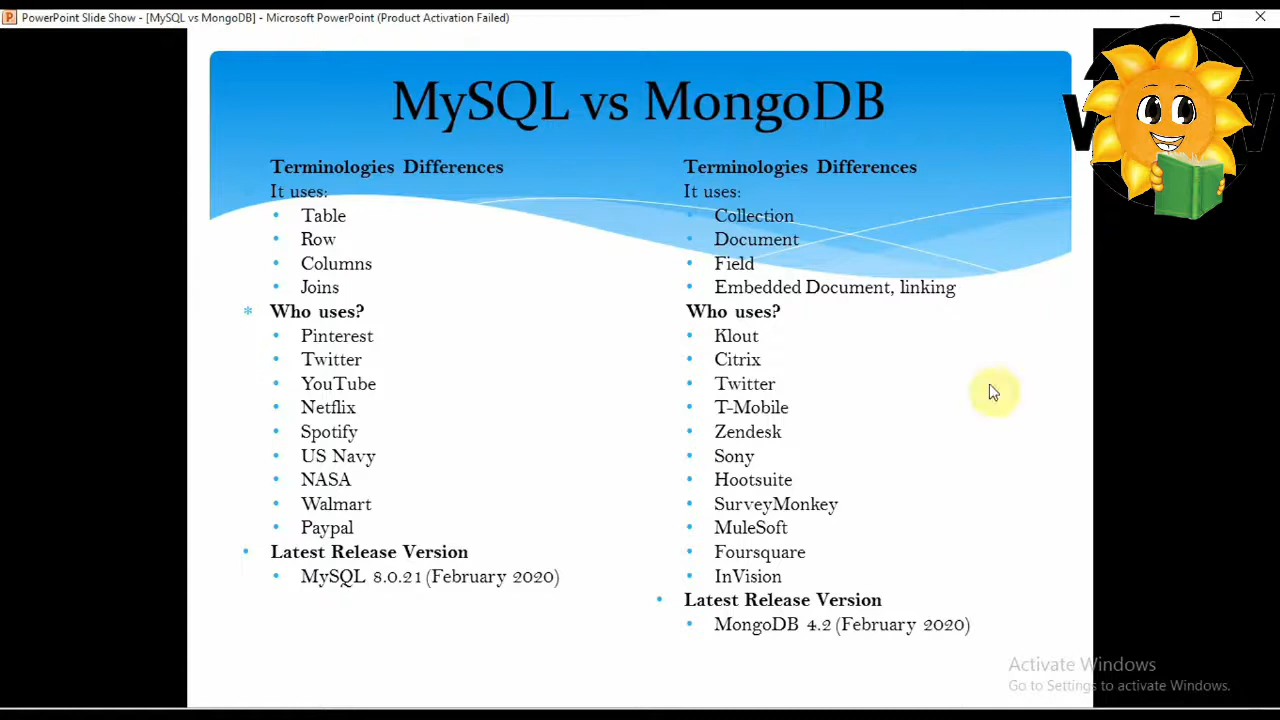 PowerPoint Slide Show - [MySQL vs MongoDB] - Microsoft PowerPoint (Product Activation Failed)
MySQL vs MongoDB
Terminologies Differences
It uses:
• Table
• Row
• Columns
• Joins
* Who uses?
• Pinterest
• Twitter
• YouTube
• Netflix
• Spotify
• US Navy
• NASA
• Walmart
• Paypal
• Latest Release Version
• MySQL 8.0.21 (February 2020)
Terminologies Differences
It uses:
• Collection
• Document
• Field
• Embedded Document, linking
Who uses?
• Klout
• Citrix
• Twitter
• T-Mobile
• Zendesk
• Sony
• Hootsuite
• SurveyMonkey
• MuleSoft
• Foursquare
• InVision
• Latest Release Version
• MongoDB 4.2 (February 2020)
Activate Windows
Go to Settings to activate Windows.